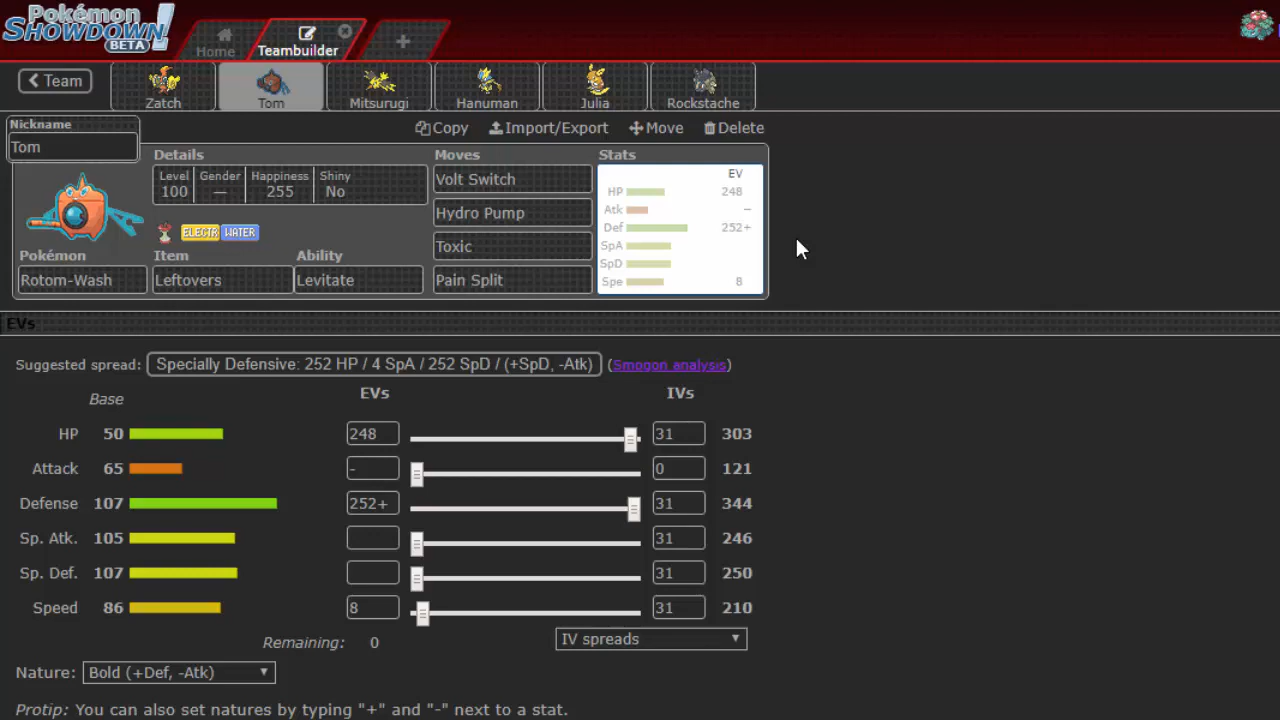 Pokémon
SHOWDOWN!
BETA
Home
Teambuilder
Team
Zatch
Tom
Mitsurugi
Hanuman
Julia
Rockstache
Copy
Import/Export
Move
Delete
Nickname
Tom
Details
Level
100
Gender
—
Happiness
255
Shiny
No
ELECTR
WATER
Pokémon
Rotom-Wash
Item
Leftovers
Ability
Levitate
Moves
Volt Switch
Hydro Pump
Toxic
Pain Split
Stats
EV
HP 248
Atk –
Def 252+
SpA
SpD
Spe 8
EVs
Suggested spread: Specially Defensive: 252 HP / 4 SpA / 252 SpD / (+SpD, -Atk) (Smogon analysis)
Base EVs IVs
HP 50 248 31 303
Attack 65 - 0 121
Defense 107 252+ 31 344
Sp. Atk. 105 31 246
Sp. Def. 107 31 250
Speed 86 8 31 210
Remaining: 0 IV spreads
Nature: Bold (+Def, -Atk)
Protip: You can also set natures by typing "+" and "-" next to a stat.